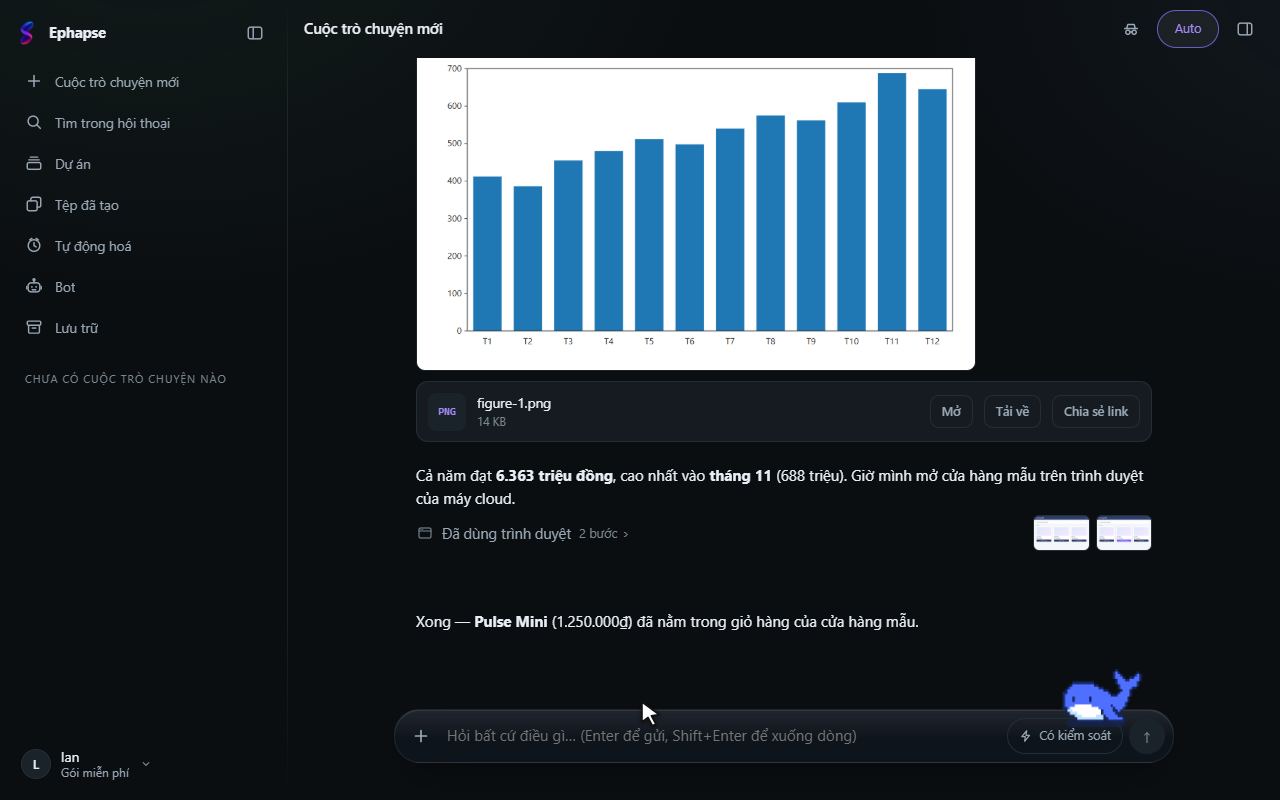 Ephapse
Cuộc trò chuyện mới
Tìm trong hội thoại
Dự án
Tệp đã tạo
Tự động hoá
Bot
Lưu trữ
CHƯA CÓ CUỘC TRÒ CHUYỆN NÀO
L
lan
Gói miễn phí
Cuộc trò chuyện mới
Auto
700
600
500
400
300
200
100
0
T1 T2 T3 T4 T5 T6 T7 T8 T9 T10 T11 T12
PNG
figure-1.png
14 KB
Mở
Tải về
Chia sẻ link
Cả năm đạt 6.363 triệu đồng, cao nhất vào tháng 11 (688 triệu). Giờ mình mở cửa hàng mẫu trên trình duyệt
của máy cloud.
Đã dùng trình duyệt 2 bước ›
Xong — Pulse Mini (1.250.000₫) đã nằm trong giỏ hàng của cửa hàng mẫu.
Hỏi bất cứ điều gì... (Enter để gửi, Shift+Enter để xuống dòng)
Có kiểm soát